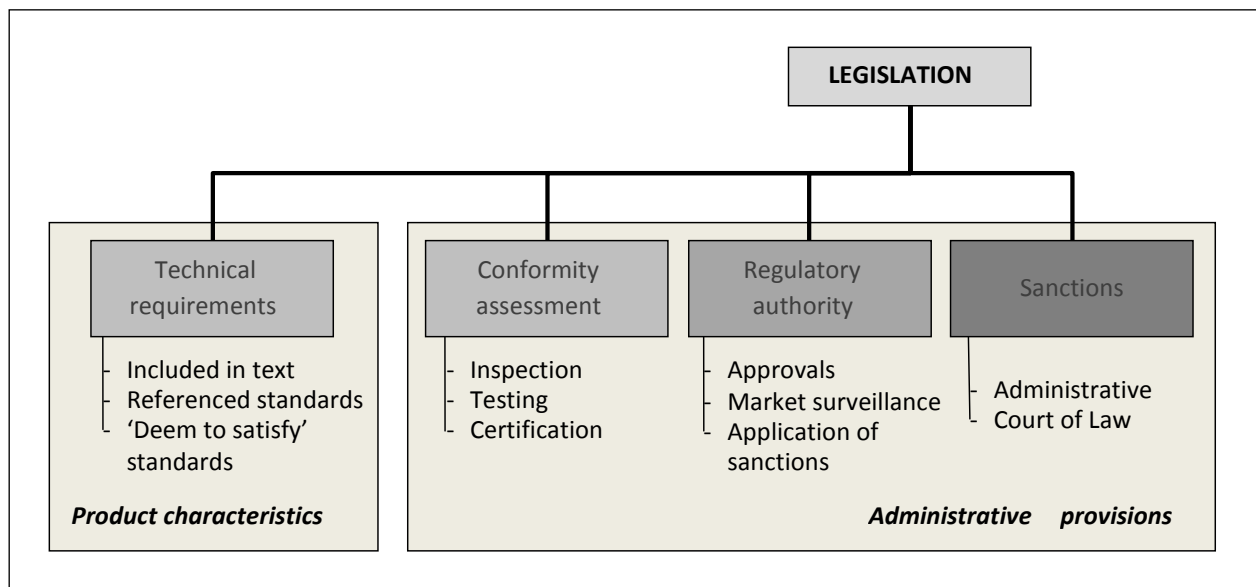 LEGISLATION
Technical
requirements
- Included in text
- Referenced standards
- ‘Deem to satisfy’
standards
Product characteristics
Conformity
assessment
- Inspection
- Testing
- Certification
Regulatory
authority
- Approvals
- Market surveillance
- Application of
sanctions
Sanctions
- Administrative
- Court of Law
Administrative provisions